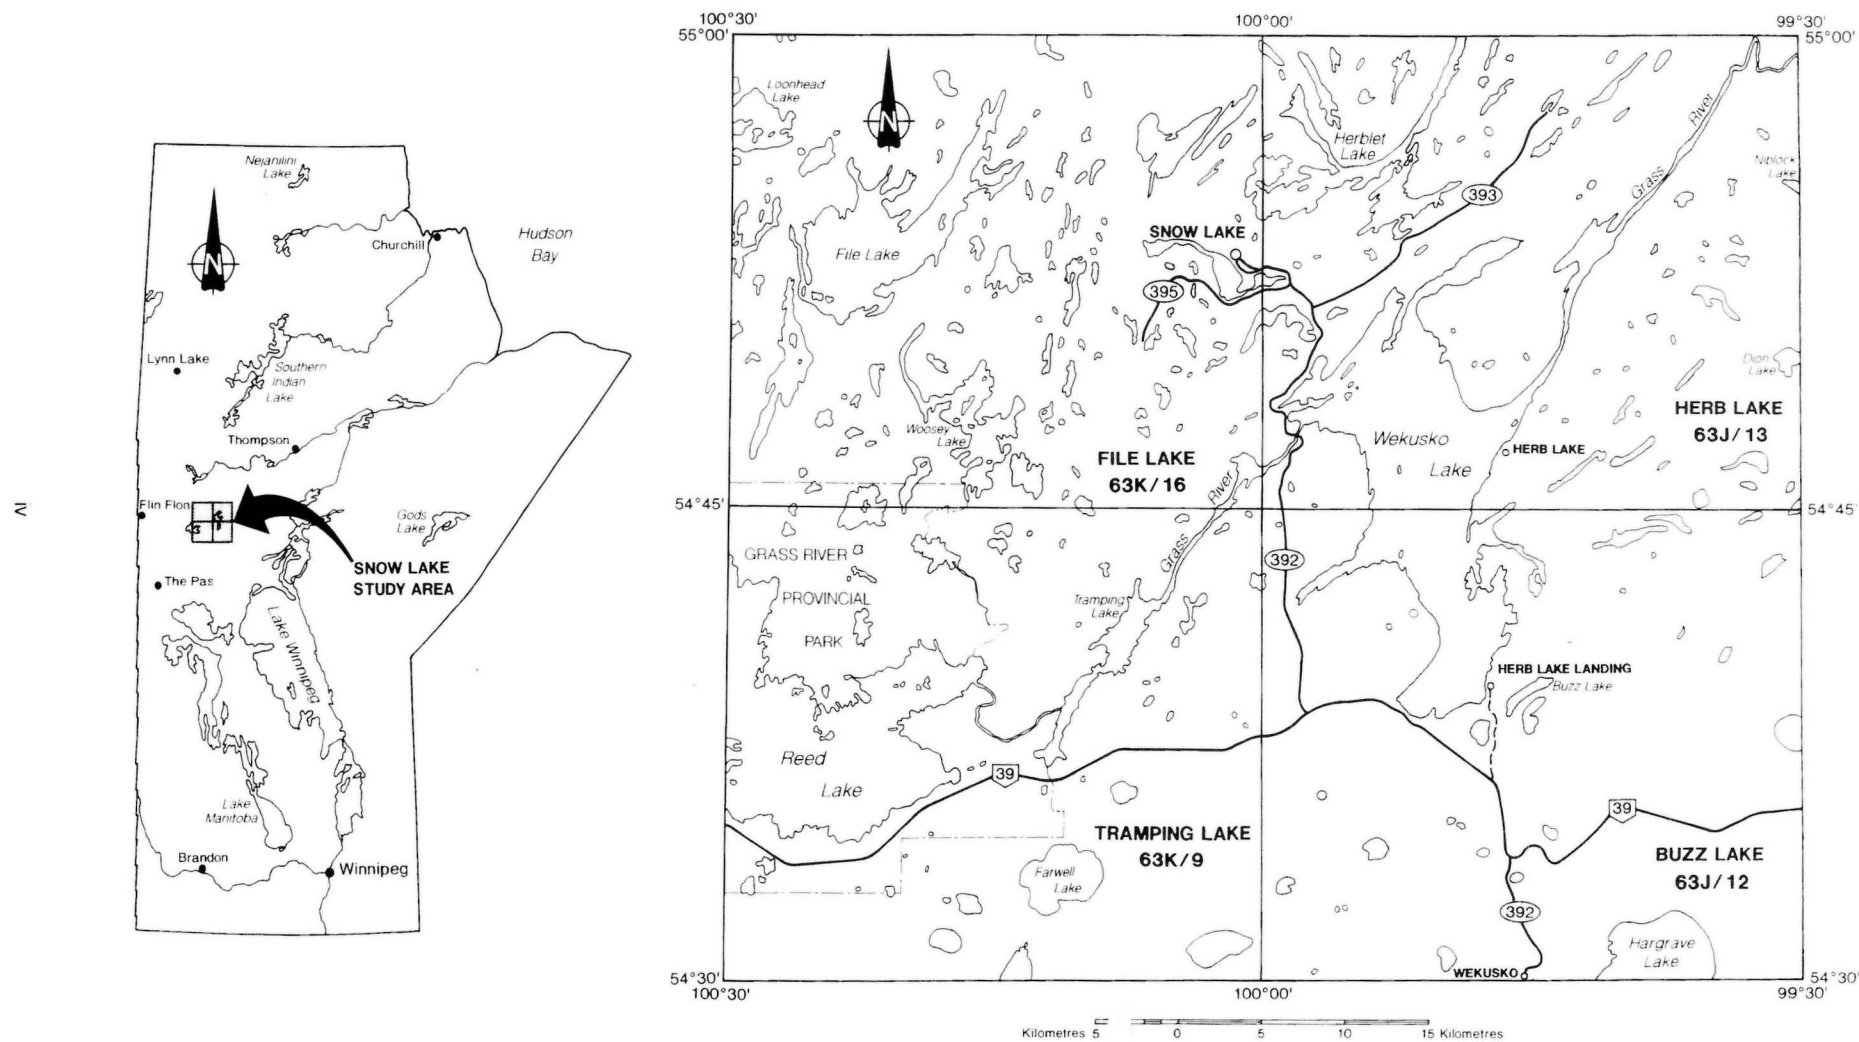 IV
Nejanilini
Lake
N
Churchill
Hudson
Bay
Lynn Lake
Southern
Indian
Lake
Thompson
Flin Flon
Gods
Lake
SNOW LAKE
STUDY AREA
The Pas
Lake Winnipeg
Lake
Manitoba
Brandon
Winnipeg
100°30'
100°00'
99°30'
55°00'
55°00'
Loonhead
Lake
N
Herblet
Lake
River
Grass
Niblock
Lake
393
SNOW LAKE
File Lake
395
Dion
Lake
Woosey
Lake
HERB LAKE
63J/13
Wekusko
Lake
HERB LAKE
FILE LAKE
63K/16
River
Grass
54°45'
54°45'
GRASS RIVER
PROVINCIAL
PARK
392
Tramping
Lake
HERB LAKE LANDING
Buzz Lake
Reed
Lake
39
39
TRAMPING LAKE
63K/9
BUZZ LAKE
63J/12
Farwell
Lake
392
Hargrave
Lake
WEKUSKO
54°30'
54°30'
100°30'
100°00'
99°30'
Kilometres 5 0 5 10 15 Kilometres